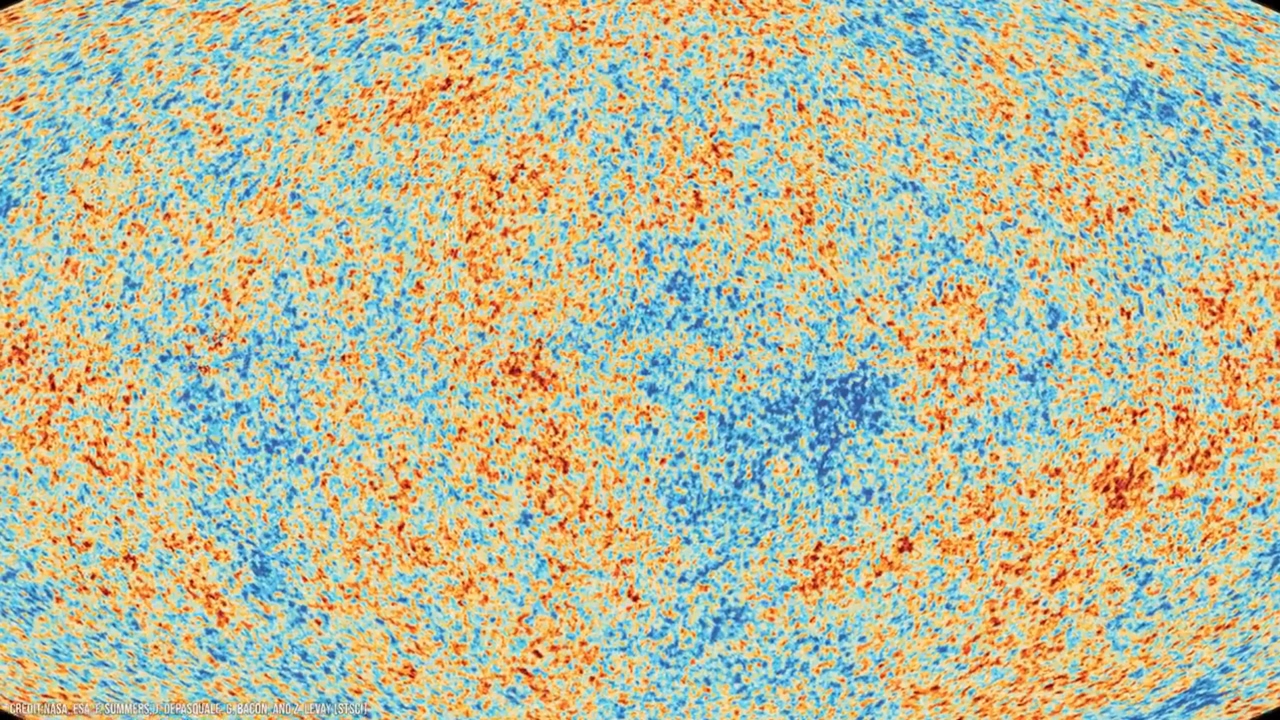 CREDIT: NASA, ESA, F. SUMMERS, J. DEPASQUALE, G. BACON, AND Z. LEVAY (STSCI)